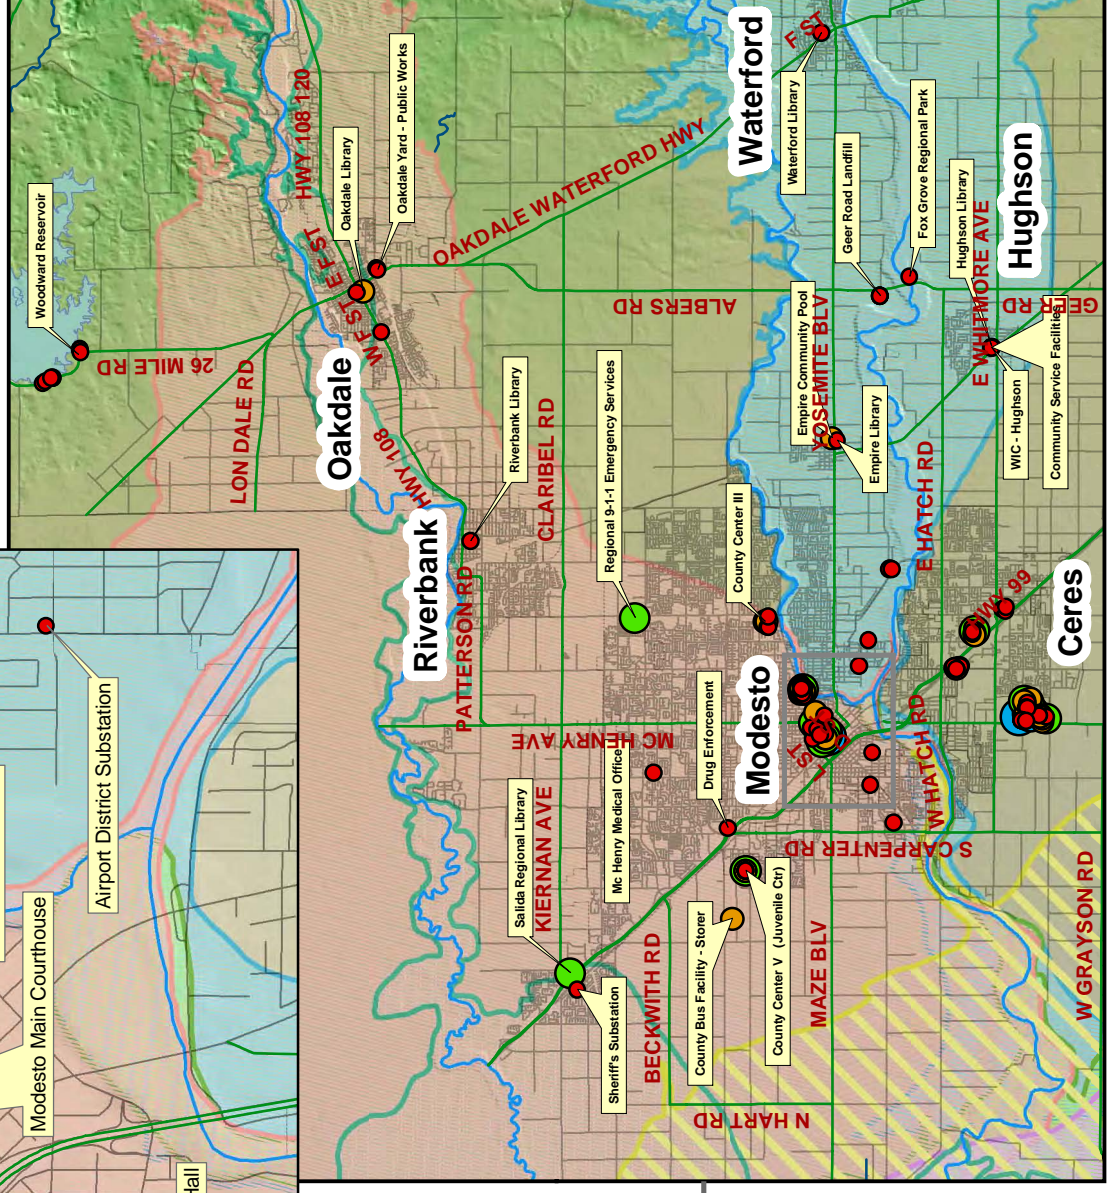 Woodward Reservoir
26 MILE RD
LON DALE RD
HWY 108 120
Oakdale Library
Oakdale Yard - Public Works
E F ST
W F ST
Oakdale
OAKDALE WATERFORD HWY
ALBERS RD
Waterford
F ST
Waterford Library
Geer Road Landfill
Fox Grove Regional Park
Hughson Library
Hughson
E WHITMORE AVE
GEER RD
WIC - Hughson
Community Service Facilities
Empire Community Pool
YOSEMITE BLV
Empire Library
E HATCH RD
HWY 108
Riverbank
Riverbank Library
CLARIBEL RD
PATTERSON RD
Regional 9-1-1 Emergency Services
County Center III
HWY 99
Ceres
Modesto
L ST
MC HENRY AVE
Mc Henry Medical Office
Drug Enforcement
W HATCH RD
S CARPENTER RD
Salida Regional Library
KIERNAN AVE
Sheriff's Substation
BECKWITH RD
County Bus Facility - Storer
County Center V (Juvenile Ctr)
MAZE BLV
N HART RD
W GRAYSON RD
Airport District Substation
Modesto Main Courthouse